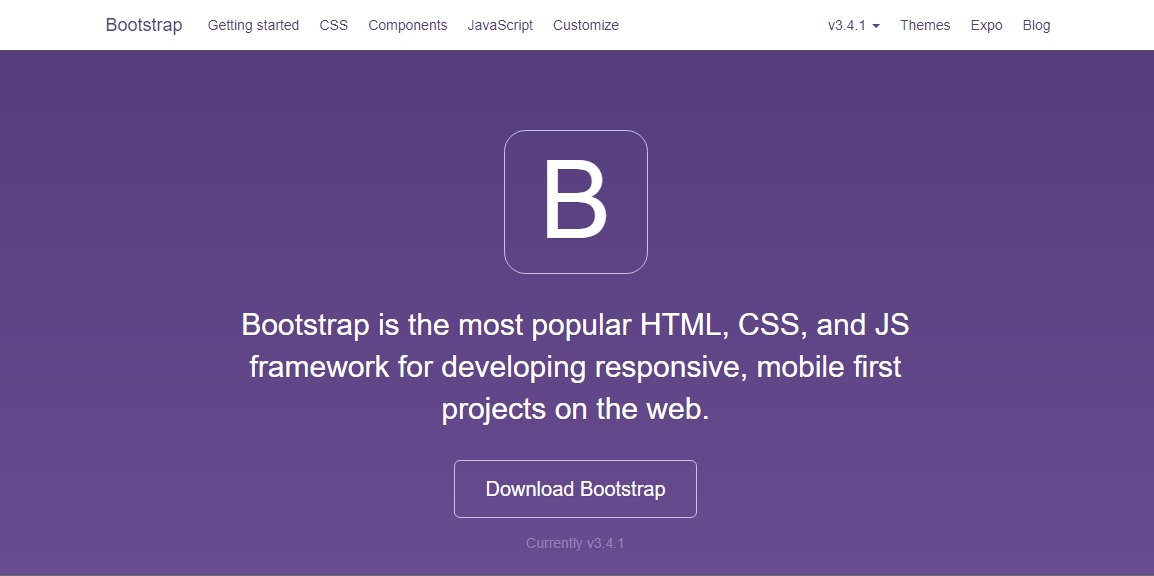 Bootstrap Getting started CSS Components JavaScript Customize v3.4.1 Themes Expo Blog
B
Bootstrap is the most popular HTML, CSS, and JS
framework for developing responsive, mobile first
projects on the web.
Download Bootstrap
Currently v3.4.1